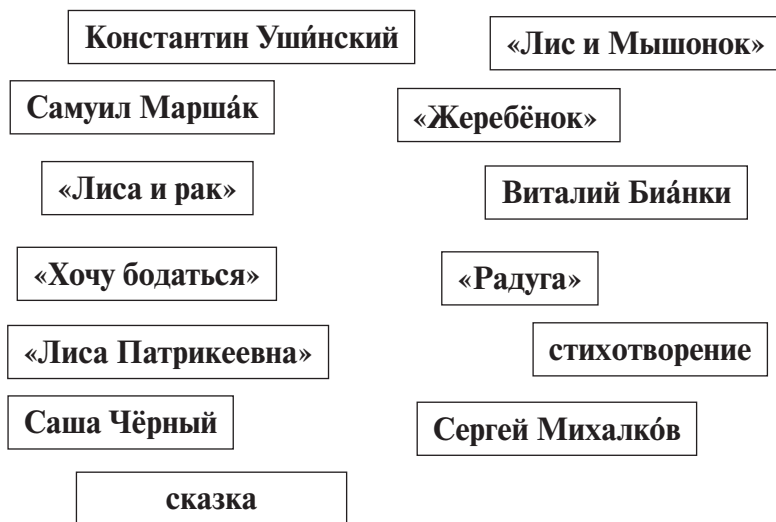 Константин Уши́нский
«Лис и Мышонок»
Самуил Марша́к
«Жеребёнок»
«Лиса и рак»
Виталий Биа́нки
«Хочу бодаться»
«Радуга»
«Лиса Патрикеевна»
стихотворение
Саша Чёрный
Сергей Михалко́в
сказка